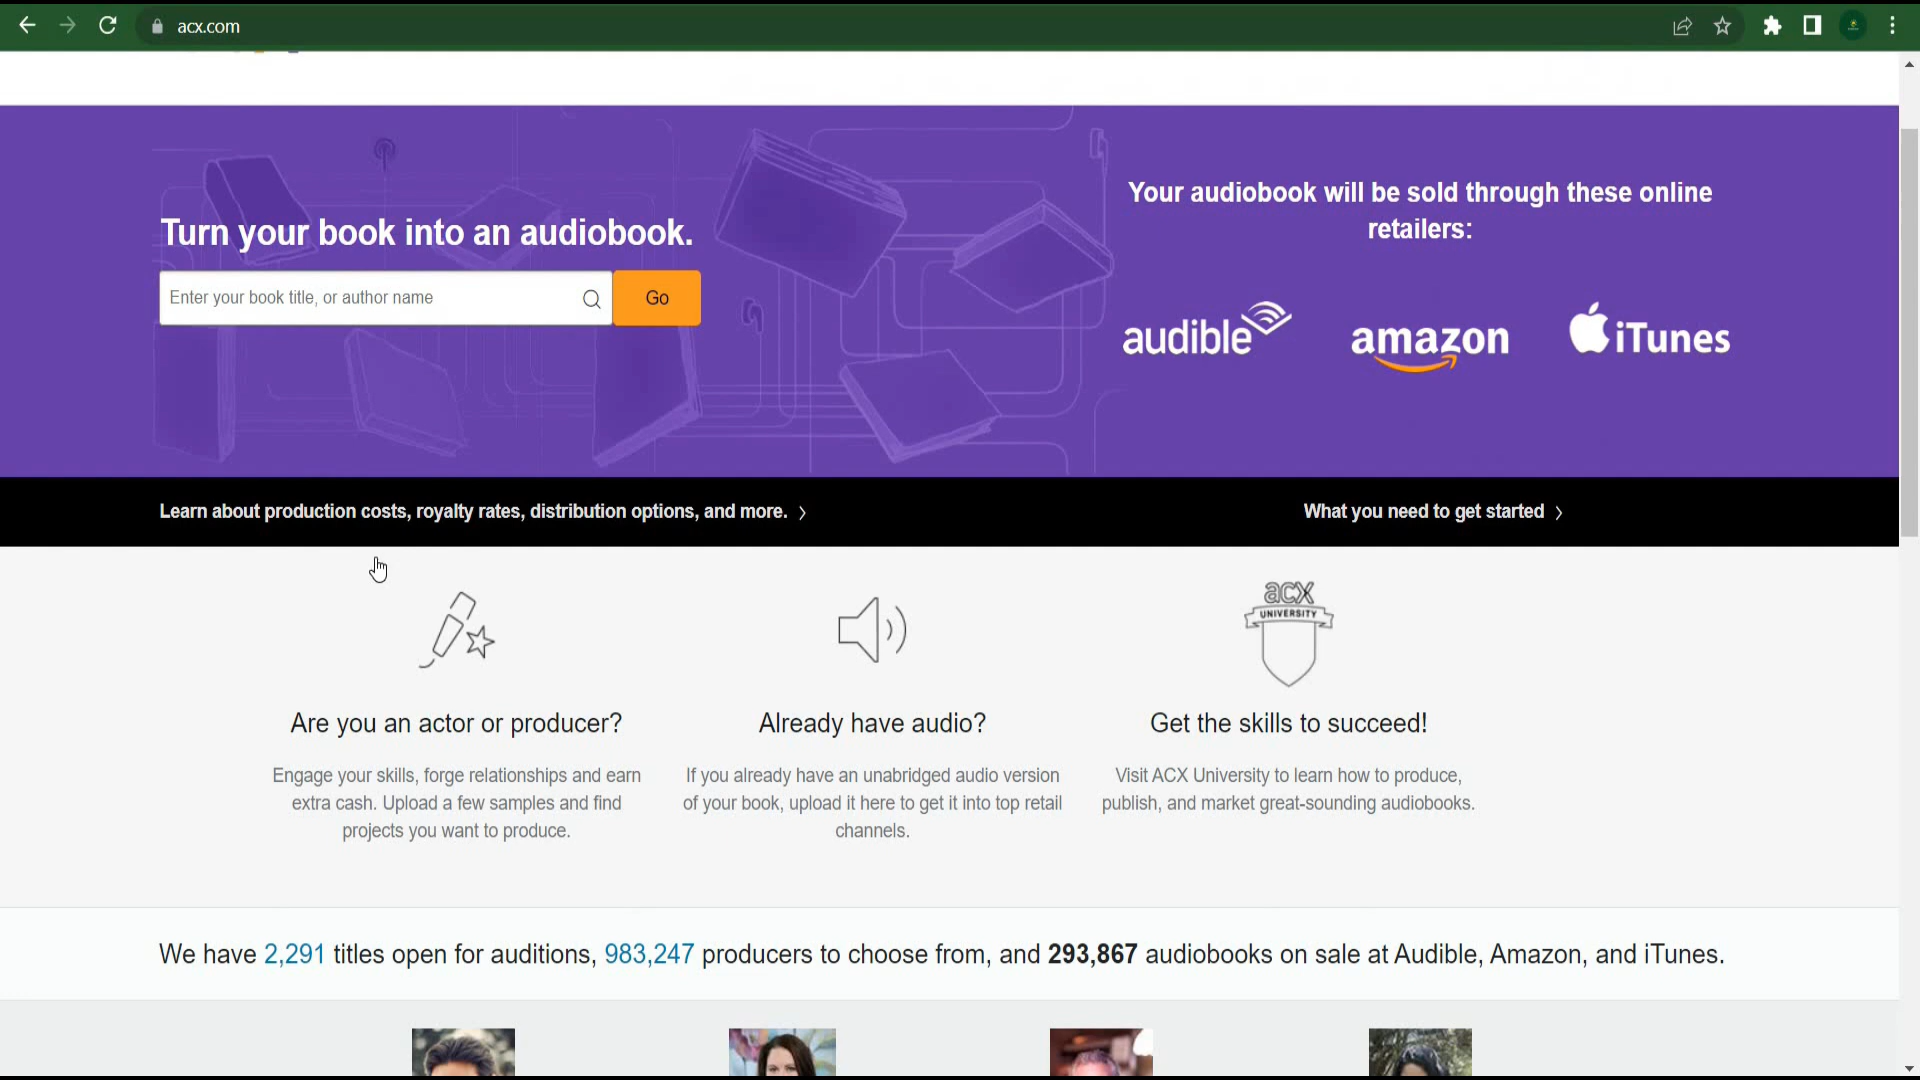 acx.com
Turn your book into an audiobook.
Enter your book title, or author name
Go
Your audiobook will be sold through these online
retailers:
audible
amazon
iTunes
Learn about production costs, royalty rates, distribution options, and more. >
What you need to get started >
acx
UNIVERSITY
Are you an actor or producer?
Engage your skills, forge relationships and earn
extra cash. Upload a few samples and find
projects you want to produce.
Already have audio?
If you already have an unabridged audio version
of your book, upload it here to get it into top retail
channels.
Get the skills to succeed!
Visit ACX University to learn how to produce,
publish, and market great-sounding audiobooks.
We have 2,291 titles open for auditions, 983,247 producers to choose from, and 293,867 audiobooks on sale at Audible, Amazon, and iTunes.